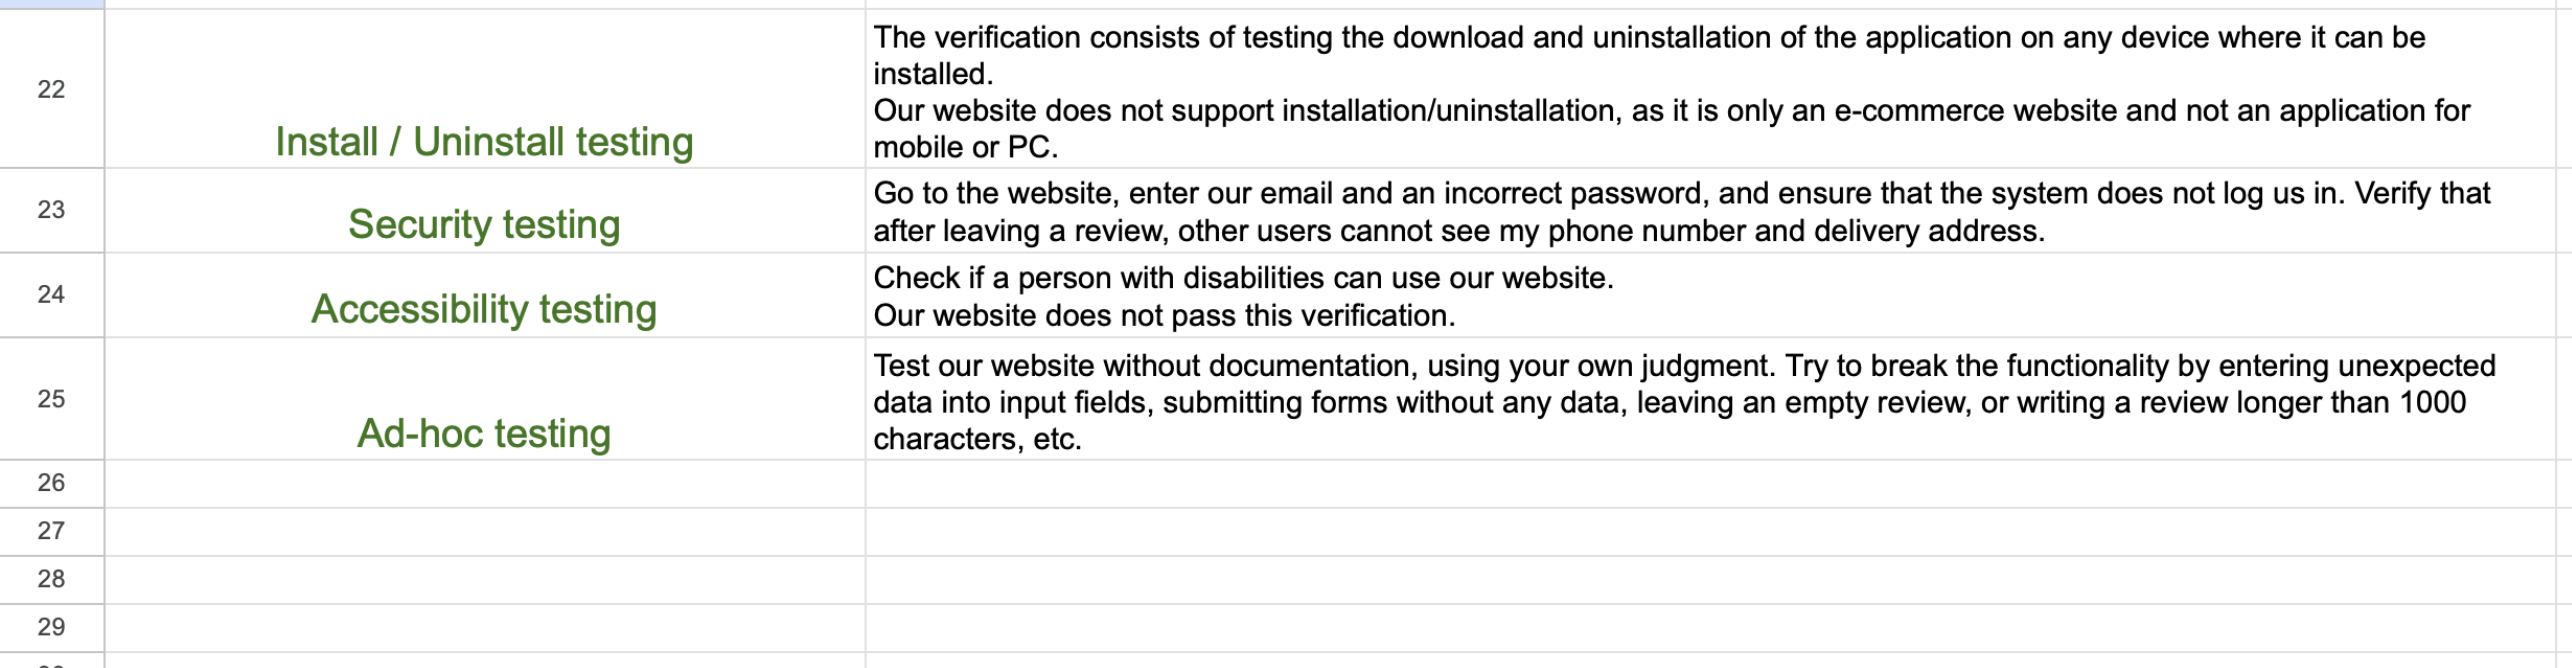 22
Install / Uninstall testing
The verification consists of testing the download and uninstallation of the application on any device where it can be
installed.
Our website does not support installation/uninstallation, as it is only an e-commerce website and not an application for
mobile or PC.
23
Security testing
Go to the website, enter our email and an incorrect password, and ensure that the system does not log us in. Verify that
after leaving a review, other users cannot see my phone number and delivery address.
24
Accessibility testing
Check if a person with disabilities can use our website.
Our website does not pass this verification.
25
Ad-hoc testing
Test our website without documentation, using your own judgment. Try to break the functionality by entering unexpected
data into input fields, submitting forms without any data, leaving an empty review, or writing a review longer than 1000
characters, etc.
26
27
28
29